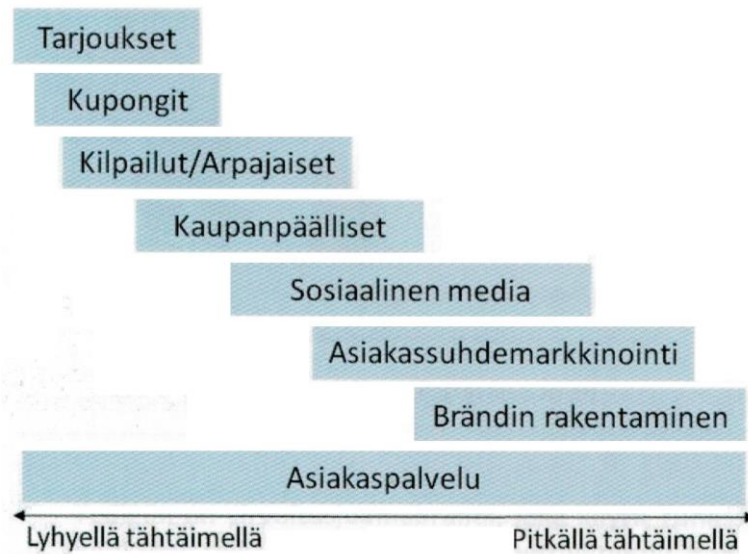 Tarjoukset
Kupongit
Kilpailut/Arpajaiset
Kaupanpäälliset
Sosiaalinen media
Asiakassuhdemarkkinointi
Brändin rakentaminen
Asiakaspalvelu
Lyhyellä tähtäimellä
Pitkällä tähtäimellä